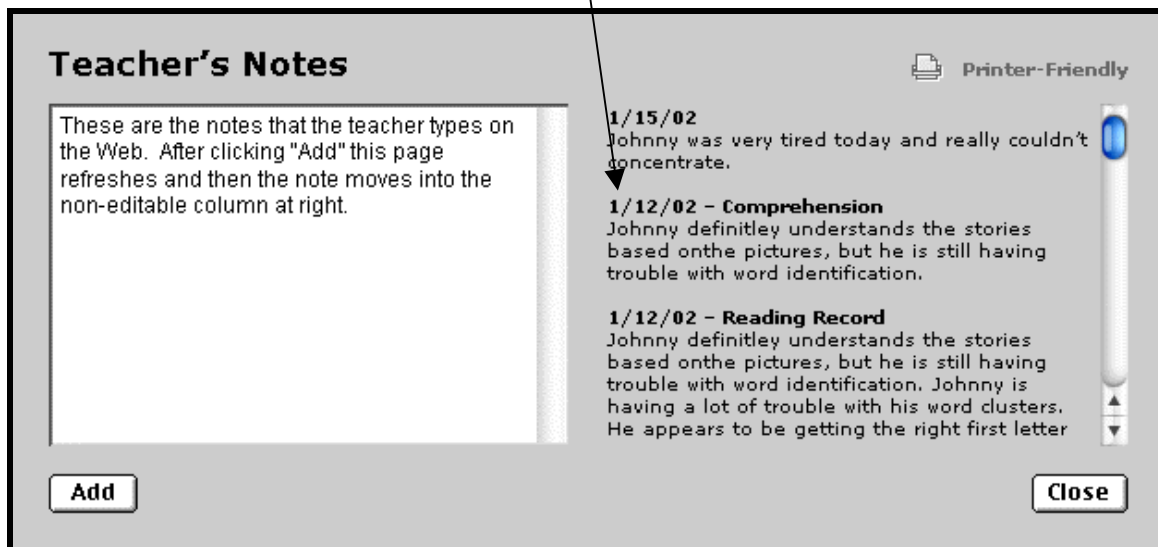 Teacher's Notes
Printer-Friendly
These are the notes that the teacher types on
the Web.  After clicking "Add" this page
refreshes and then the note moves into the
non-editable column at right.
1/15/02
Johnny was very tired today and really couldn't
concentrate.
1/12/02 – Comprehension
Johnny definitley understands the stories
based onthe pictures, but he is still having
trouble with word identification.
1/12/02 – Reading Record
Johnny definitley understands the stories
based onthe pictures, but he is still having
trouble with word identification. Johnny is
having a lot of trouble with his word clusters.
He appears to be getting the right first letter
Add
Close